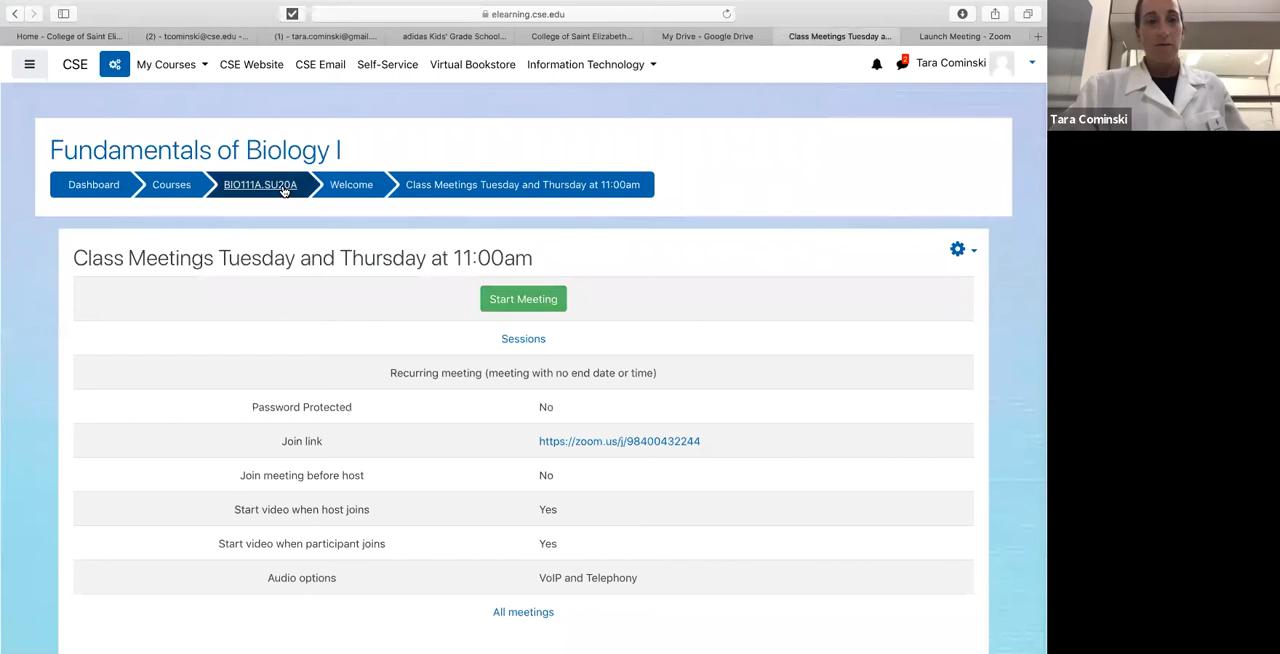 elearning.cse.edu
Home - College of Saint Eli... (2) - tcominski@cse.edu -... (1) - tara.cominski@gmail.... adidas Kids' Grade School... College of Saint Elizabeth... My Drive - Google Drive Class Meetings Tuesday a... Launch Meeting - Zoom
CSE My Courses CSE Website CSE Email Self-Service Virtual Bookstore Information Technology 2 Tara Cominski
Tara Cominski
Fundamentals of Biology I
Dashboard Courses BIO111A.SU20A Welcome Class Meetings Tuesday and Thursday at 11:00am
Class Meetings Tuesday and Thursday at 11:00am
Start Meeting
Sessions
Recurring meeting (meeting with no end date or time)
Password Protected No
Join link https://zoom.us/j/98400432244
Join meeting before host No
Start video when host joins Yes
Start video when participant joins Yes
Audio options VoIP and Telephony
All meetings